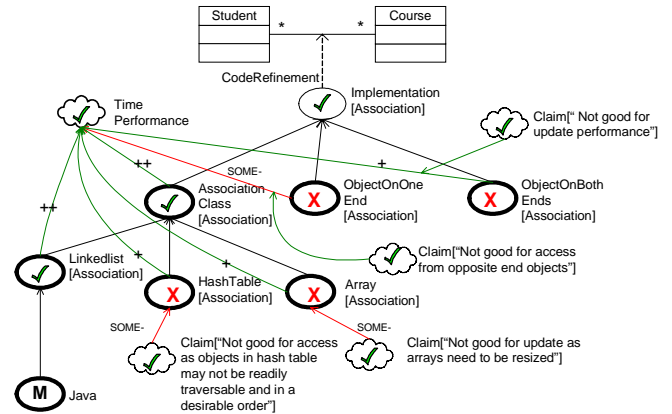 Student
Course
*
*
CodeRefinement
Implementation
[Association]
Time
Performance
Claim[“ Not good for
update performance”]
++
SOME-
+
Association
Class
[Association]
X
ObjectOnOne
End
[Association]
X
ObjectOnBoth
Ends
[Association]
++
Claim[“Not good for access
from opposite end objects”]
+
+
Linkedlist
[Association]
X
HashTable
[Association]
X
Array
[Association]
SOME-
SOME-
Claim[“Not good for access
as objects in hash table
may not be readily
traversable and in a
desirable order”]
Claim[“Not good for update as
arrays need to be resized”]
M
Java